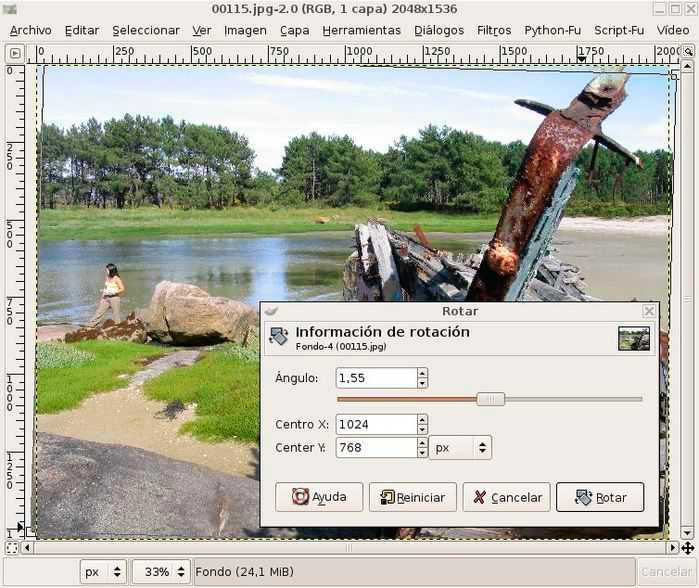 00115.jpg-2.0 (RGB, 1 capa) 2048x1536
Archivo Editar Seleccionar Ver Imagen Capa Herramientas Diálogos Filtros Python-Fu Script-Fu Vídeo
0 250 500 750 1000 1250 1500 1750 2000
0
250
500
750
1000
1250
1
Rotar
Información de rotación
Fondo-4 (00115.jpg)
Ángulo: 1,55
Centro X: 1024
Center Y: 768 px
Ayuda Reiniciar Cancelar Rotar
px 33% Fondo (24,1 MiB) Cancelar